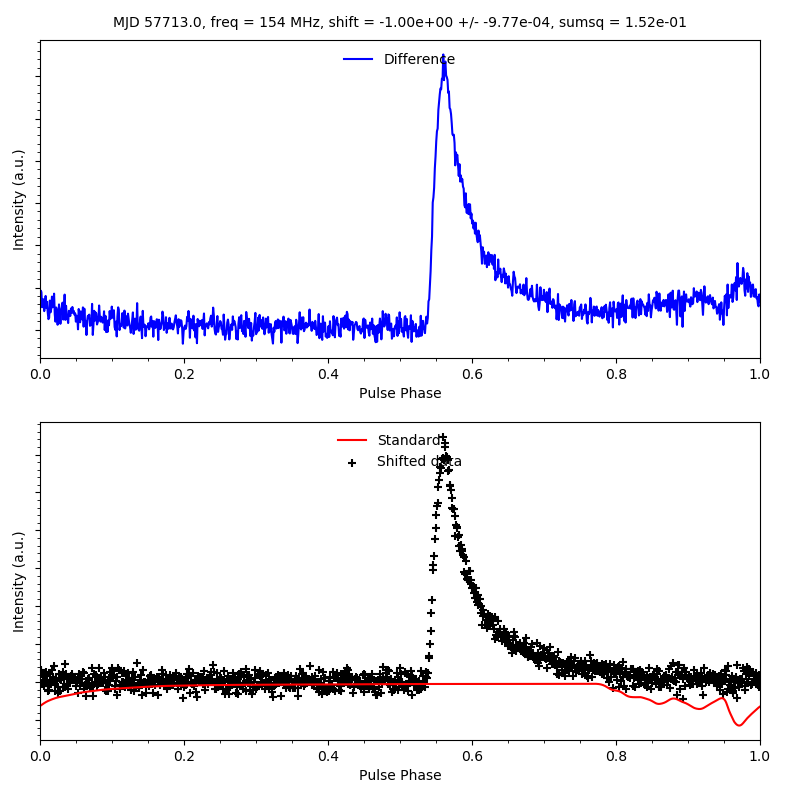 MJD 57713.0, freq = 154 MHz, shift = -1.00e+00 +/- -9.77e-04, sumsq = 1.52e-01
Difference
Intensity (a.u.)
0.0 0.2 0.4 0.6 0.8 1.0
Pulse Phase
Standard
Shifted data
Intensity (a.u.)
0.0 0.2 0.4 0.6 0.8 1.0
Pulse Phase